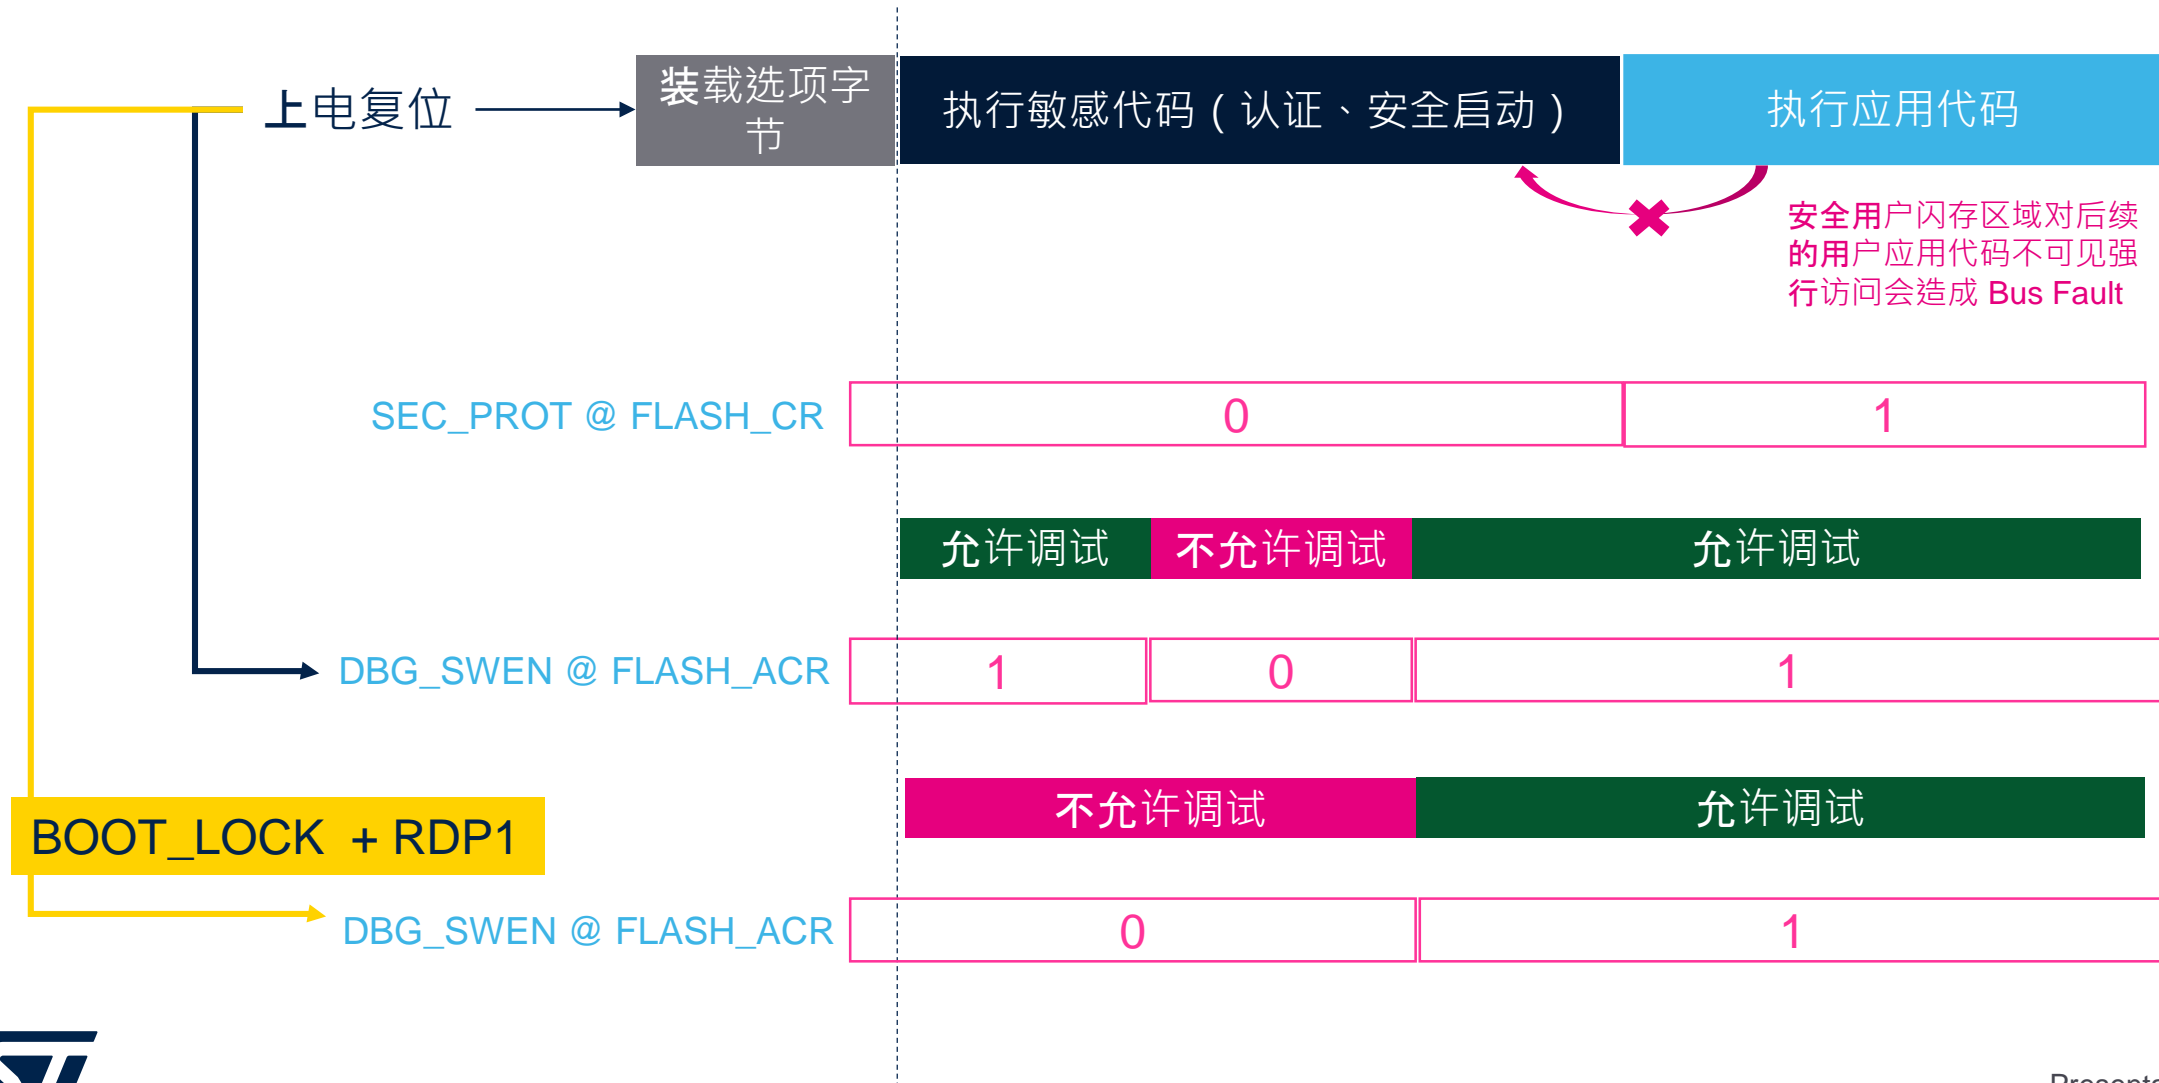 上电复位
装载选项字
节
执行敏感代码（认证、安全启动）
执行应用代码
安全用户闪存区域对后续
的用户应用代码不可见强
行访问会造成 Bus Fault
SEC_PROT @ FLASH_CR
0
1
允许调试
不允许调试
允许调试
DBG_SWEN @ FLASH_ACR
1
0
1
不允许调试
允许调试
BOOT_LOCK + RDP1
DBG_SWEN @ FLASH_ACR
0
1